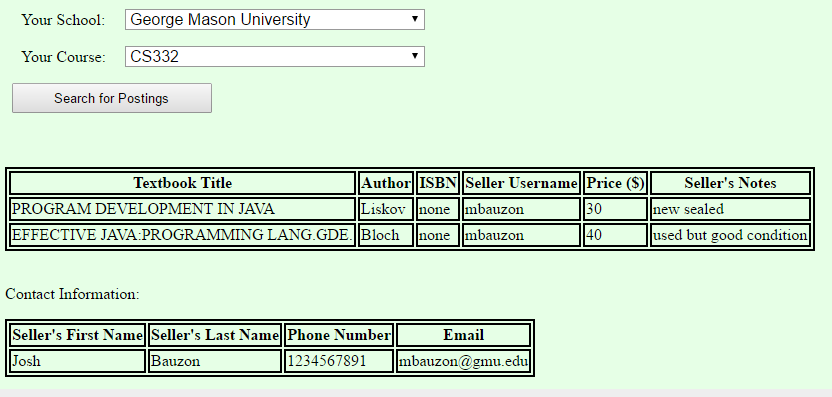 Your School: George Mason University
Your Course: CS332
Search for Postings
Textbook Title Author ISBN Seller Username Price ($) Seller's Notes
PROGRAM DEVELOPMENT IN JAVA Liskov none mbauzon 30 new sealed
EFFECTIVE JAVA:PROGRAMMING LANG.GDE. Bloch none mbauzon 40 used but good condition
Contact Information:
Seller's First Name Seller's Last Name Phone Number Email
Josh Bauzon 1234567891 mbauzon@gmu.edu